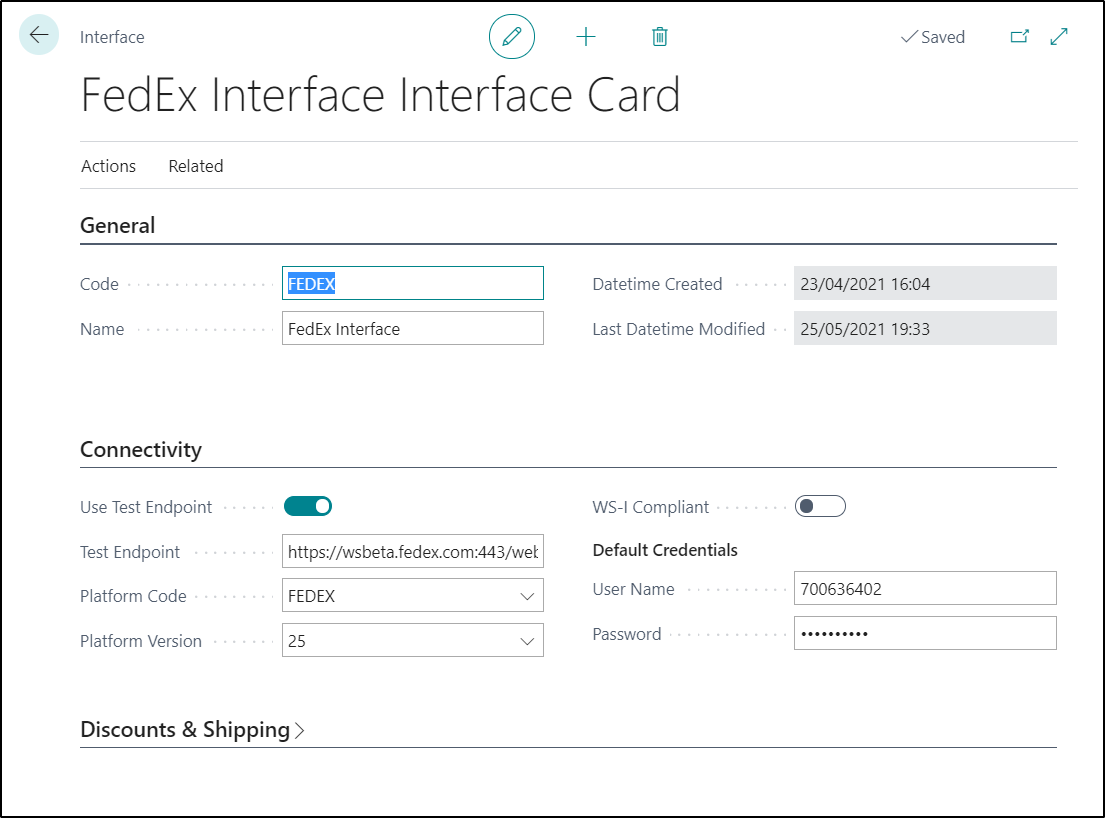 Interface
Saved
FedEx Interface Interface Card
Actions Related
General
Code FEDEX
Datetime Created 23/04/2021 16:04
Name FedEx Interface
Last Datetime Modified 25/05/2021 19:33
Connectivity
Use Test Endpoint
WS-I Compliant
Test Endpoint https://wsbeta.fedex.com:443/web
Default Credentials
Platform Code FEDEX
User Name 700636402
Platform Version 25
Password ••••••••••
Discounts & Shipping